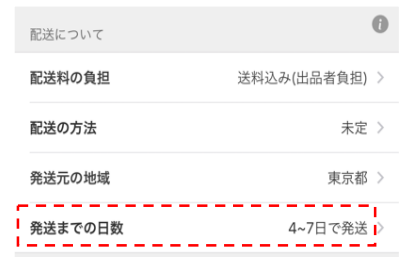 配送について
配送料の負担 送料込み(出品者負担)
配送の方法 未定
発送元の地域 東京都
発送までの日数 4~7日で発送